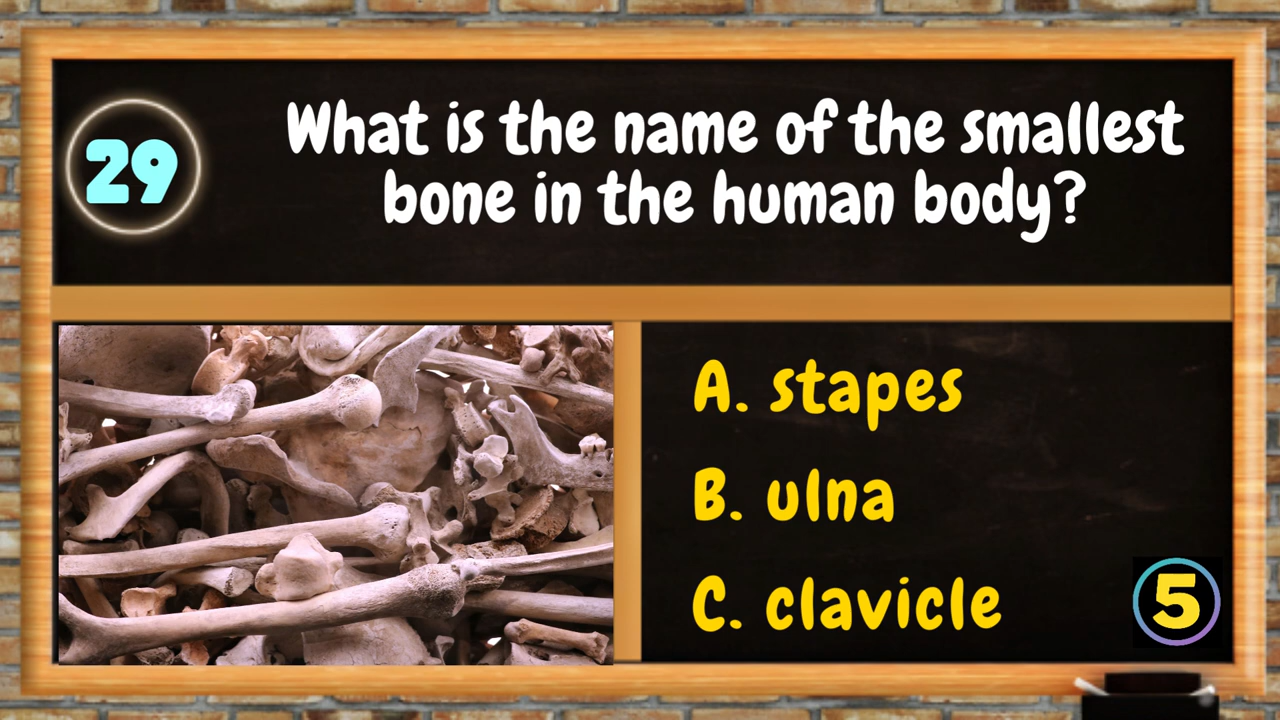 29
What is the name of the smallest
bone in the human body?
A. stapes
B. ulna
C. clavicle
5